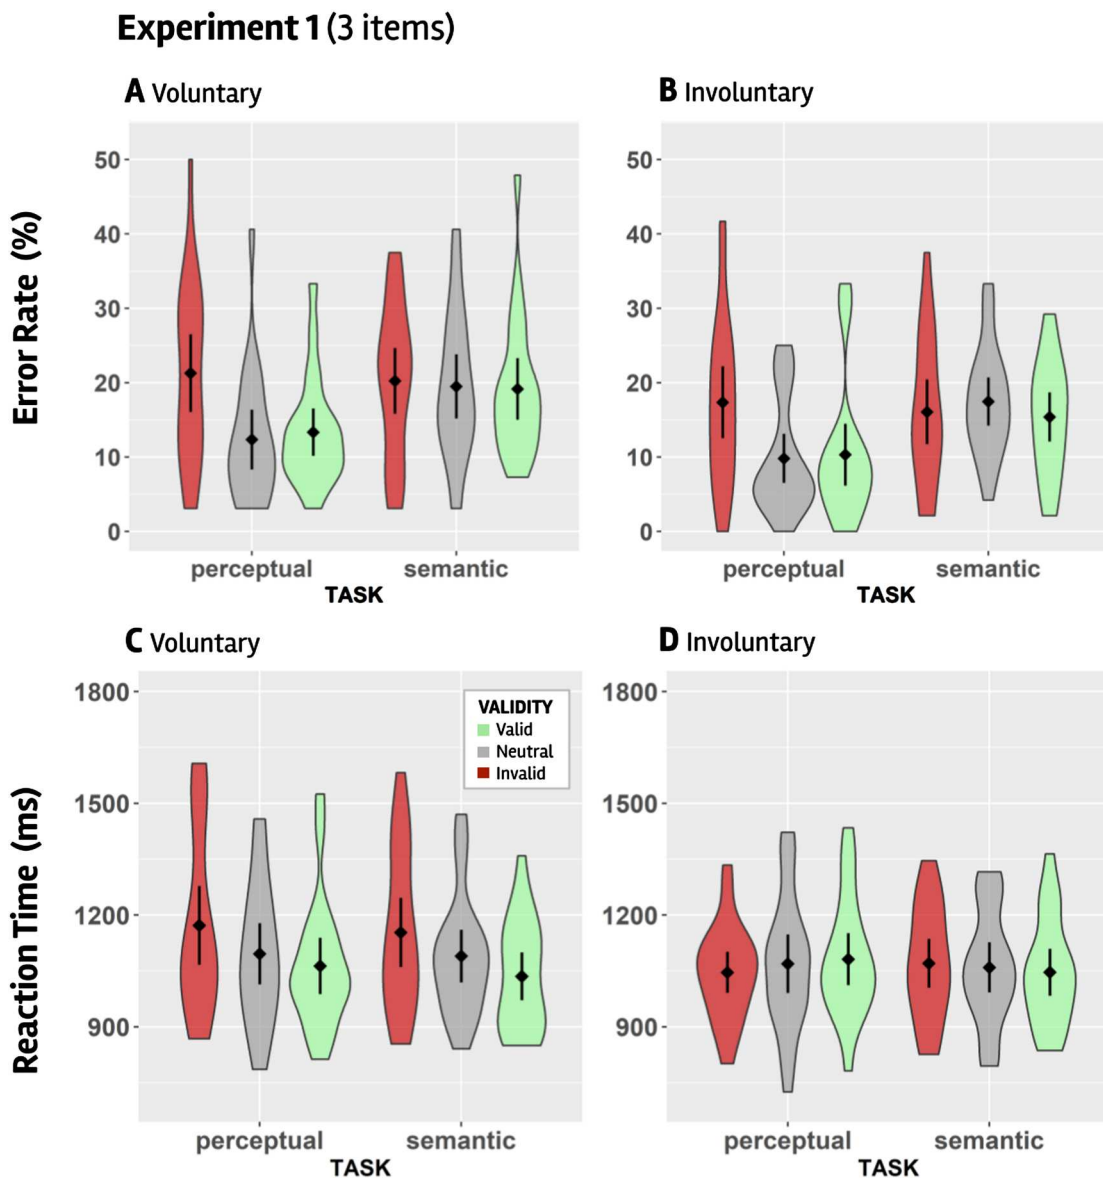 Experiment 1 (3 items)
A Voluntary
B Involuntary
Error Rate (%)
50
40
30
20
10
0
50
40
30
20
10
0
perceptual semantic
TASK
perceptual semantic
TASK
C Voluntary
D Involuntary
Reaction Time (ms)
1800
1500
1200
900
VALIDITY
Valid
Neutral
Invalid
1800
1500
1200
900
perceptual semantic
TASK
perceptual semantic
TASK